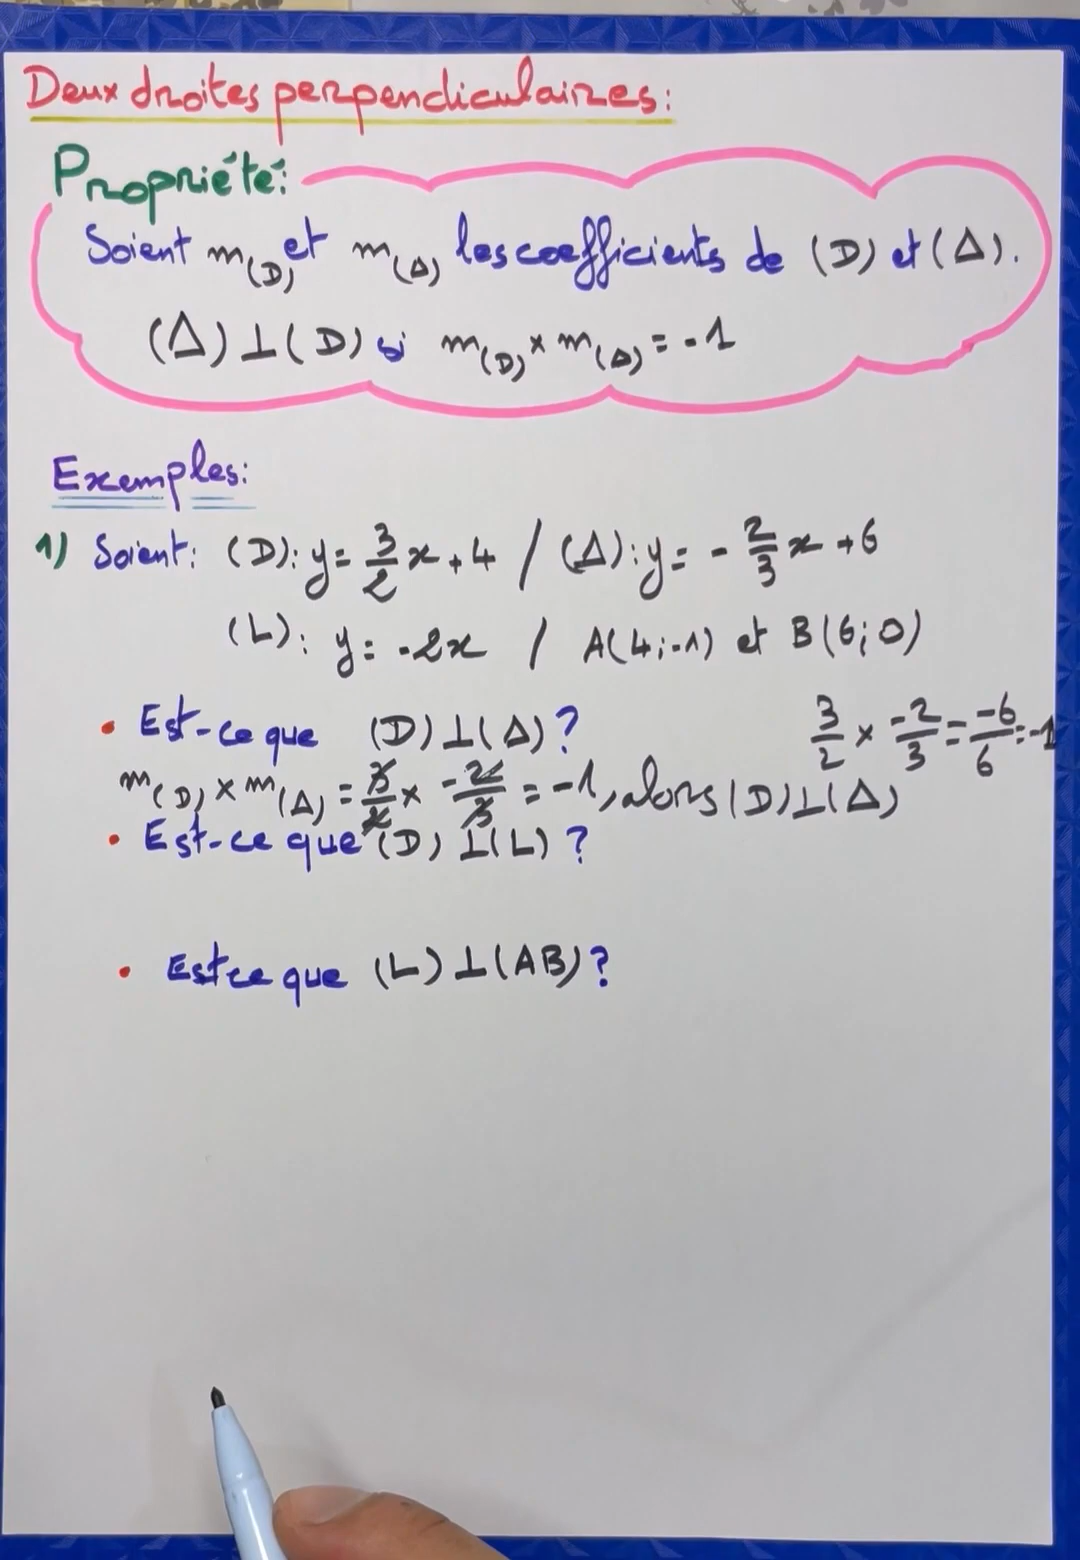 Deux droites perpendiculaires:
Propriété:
Soient m(D) et m(Δ) les coefficients de (D) et (Δ).
(Δ)⊥(D) si m(D) × m(Δ) = -1
Exemples:
1) Soient: (D): y = 3/2 x + 4 / (Δ): y = - 2/3 x + 6
(L): y = -2x / A(4;-1) et B(6;0)
• Est-ce que (D)⊥(Δ)?
3/2 × -2/3 = -6/6 = -1
m(D) × m(Δ) = 3/2 × -2/3 = -1, alors (D)⊥(Δ)
• Est-ce que (D)⊥(L)?
• Est ce que (L)⊥(AB)?